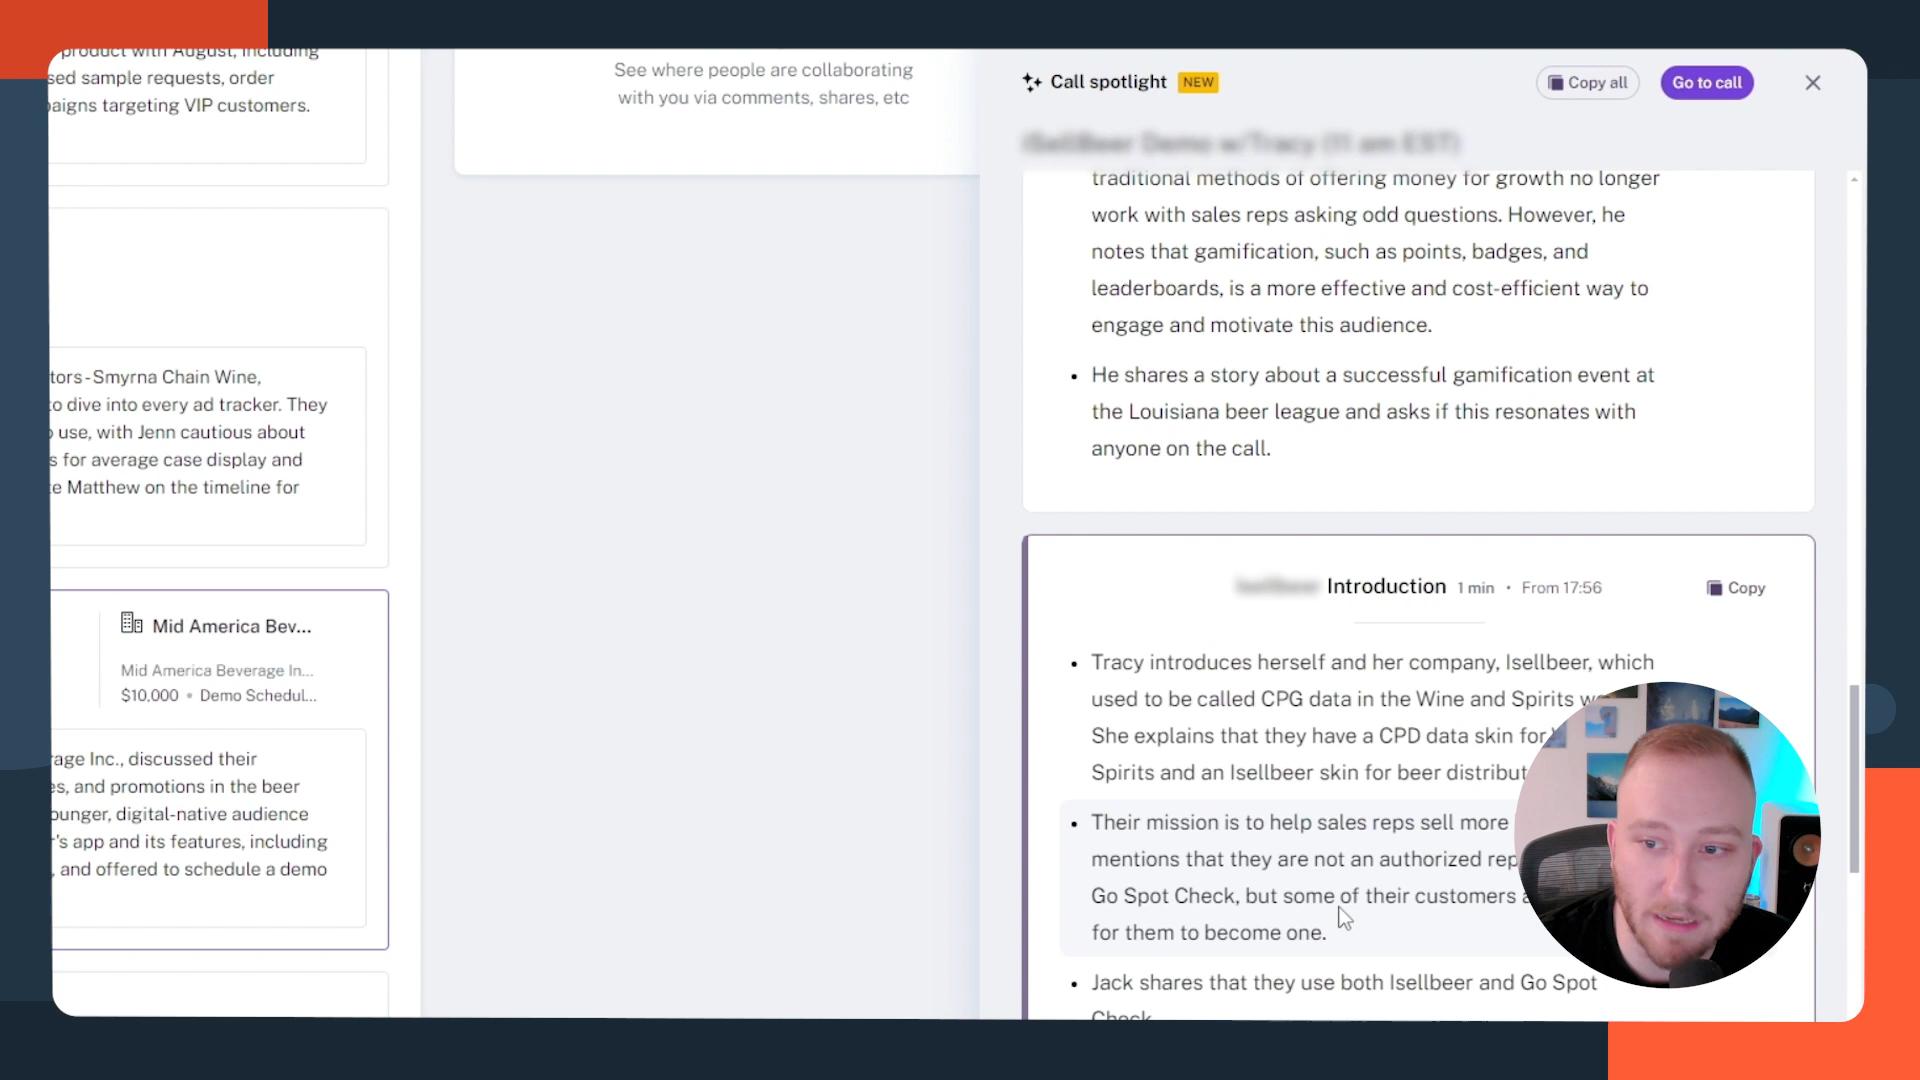 product with August, including
sed sample requests, order
aigns targeting VIP customers.
tors - Smyrna Chain Wine,
to dive into every ad tracker. They
use, with Jenn cautious about
s for average case display and
te Matthew on the timeline for
Mid America Bev...
Mid America Beverage In...
$10,000 • Demo Schedul...
rage Inc., discussed their
es, and promotions in the beer
ounger, digital-native audience
r's app and its features, including
, and offered to schedule a demo
See where people are collaborating
with you via comments, shares, etc
Call spotlight NEW
Copy all
Go to call
iSellBeer Demo w/Tracy (11 am EST)
traditional methods of offering money for growth no longer
work with sales reps asking odd questions. However, he
notes that gamification, such as points, badges, and
leaderboards, is a more effective and cost-efficient way to
engage and motivate this audience.
• He shares a story about a successful gamification event at
the Louisiana beer league and asks if this resonates with
anyone on the call.
Introduction 1 min • From 17:56
Copy
• Tracy introduces herself and her company, Isellbeer, which
used to be called CPG data in the Wine and Spirits w
She explains that they have a CPD data skin for
Spirits and an Isellbeer skin for beer distribut
• Their mission is to help sales reps sell more
mentions that they are not an authorized rep
Go Spot Check, but some of their customers a
for them to become one.
• Jack shares that they use both Isellbeer and Go Spot
Check